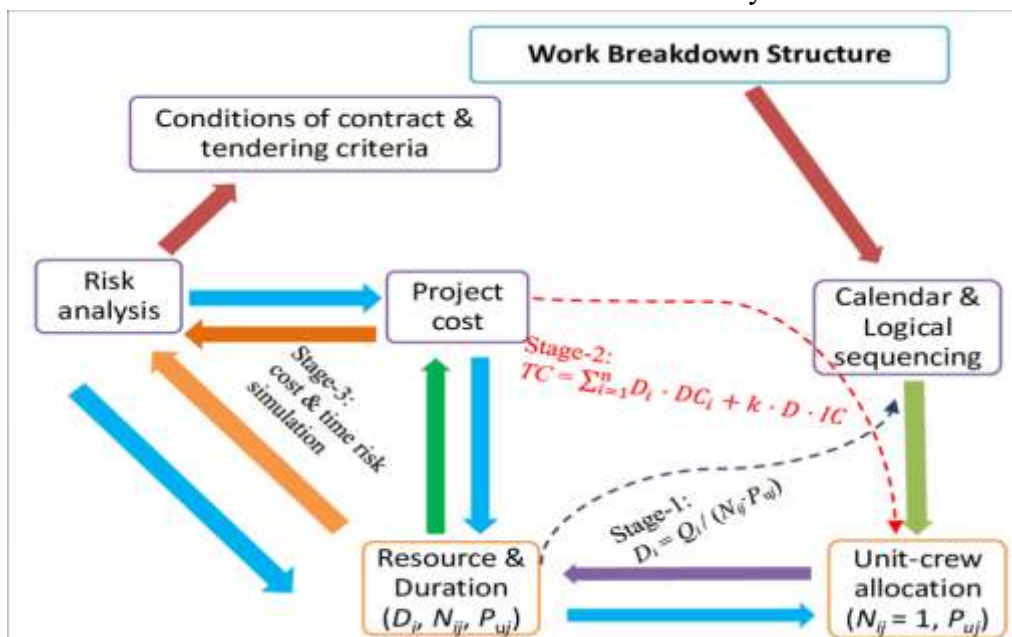 Work Breakdown Structure
Conditions of contract &
tendering criteria
Risk
analysis
Project
cost
Calendar &
Logical
sequencing
Stage-2:
TC = ∑ⁿᵢ₌₁ Dᵢ · DCᵢ + k · D · IC
Stage-3:
cost & time risk
simulation
Stage-1:
Dᵢ = Qᵢ / (Nᵢⱼ·Pᵤⱼ)
Resource &
Duration
(Dᵢ, Nᵢⱼ, Pᵤⱼ)
Unit-crew
allocation
(Nᵢⱼ = 1, Pᵤⱼ)